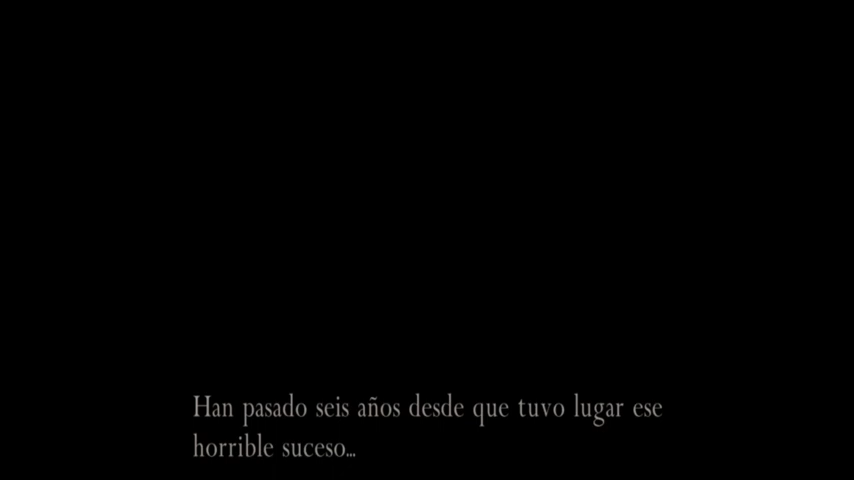 Han pasado seis años desde que tuvo lugar ese
horrible suceso...